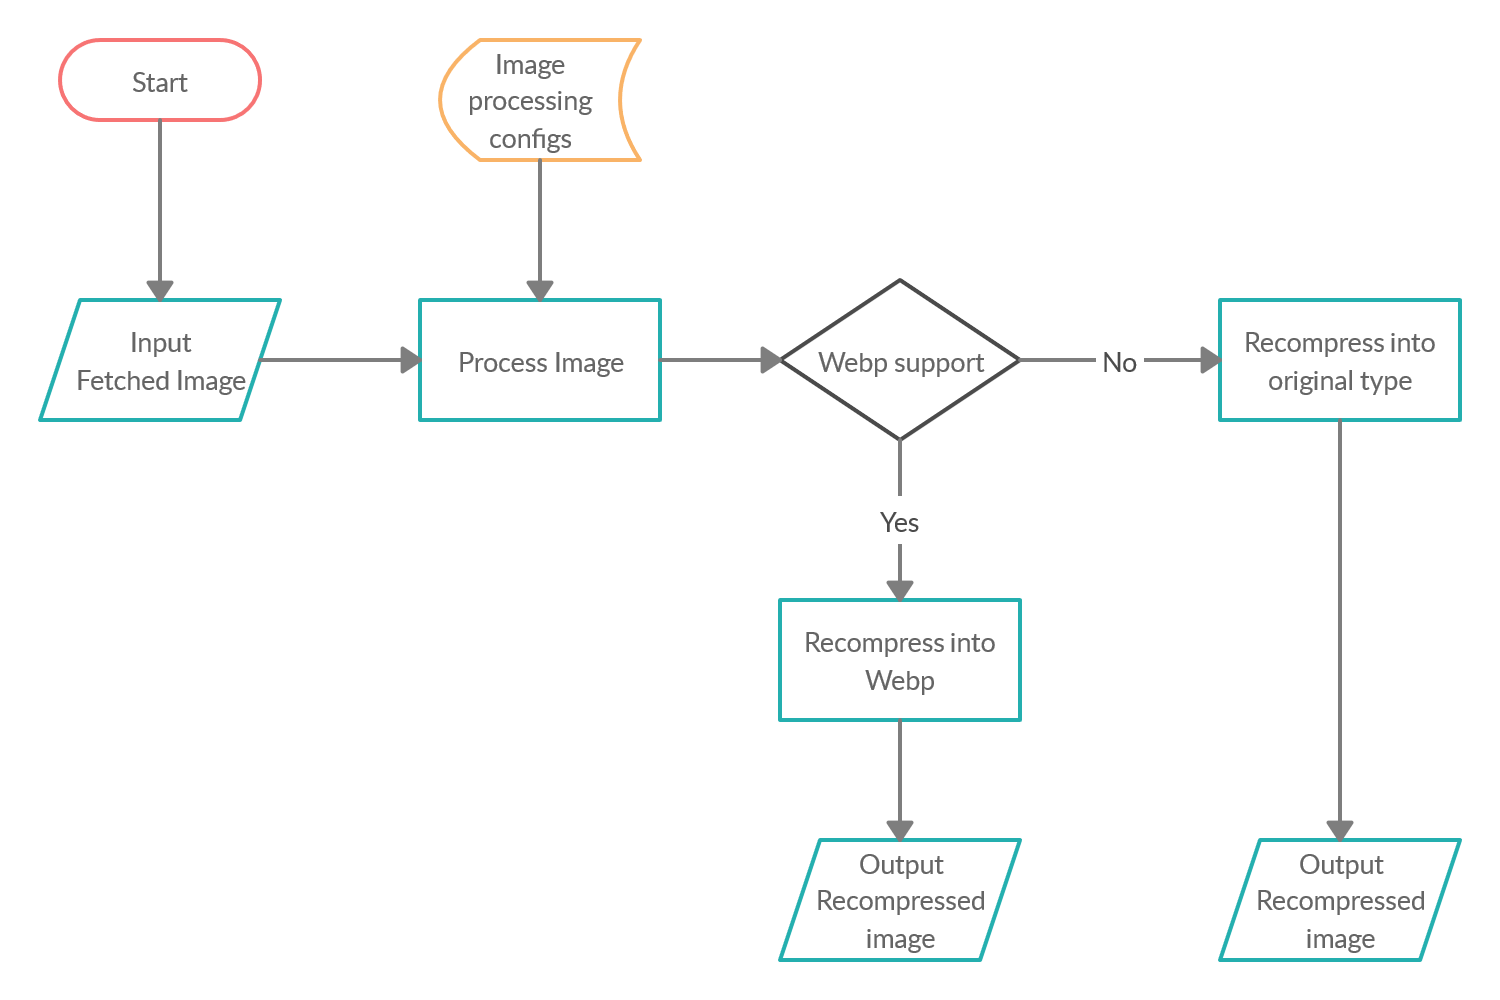 Start
Image
processing
configs
Input
Fetched Image
Process Image
Webp support
No
Recompress into
original type
Yes
Recompress into
Webp
Output
Recompressed
image
Output
Recompressed
image